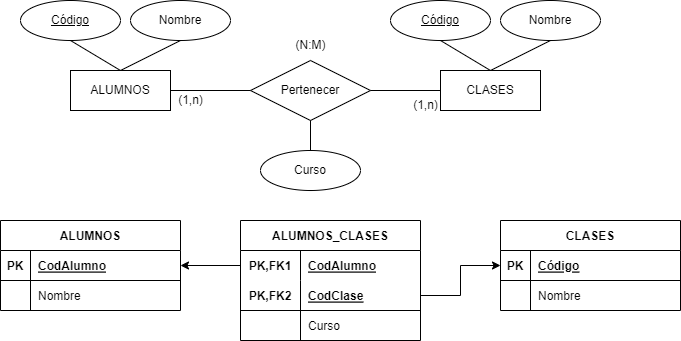 Código
Nombre
Código
Nombre
(N:M)
ALUMNOS
Pertenecer
CLASES
(1,n)
(1,n)
Curso
ALUMNOS
PK CodAlumno
Nombre
ALUMNOS_CLASES
PK,FK1 CodAlumno
PK,FK2 CodClase
Curso
CLASES
PK Código
Nombre